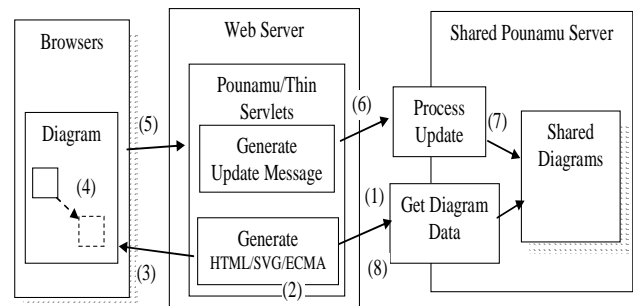 Browsers
Diagram
(4)
(5)
(3)
Web Server
Pounamu/Thin
Servlets
Generate
Update Message
Generate
HTML/SVG/ECMA
(2)
(6)
(1)
(8)
Shared Pounamu Server
Process
Update
(7)
Get Diagram
Data
Shared
Diagrams